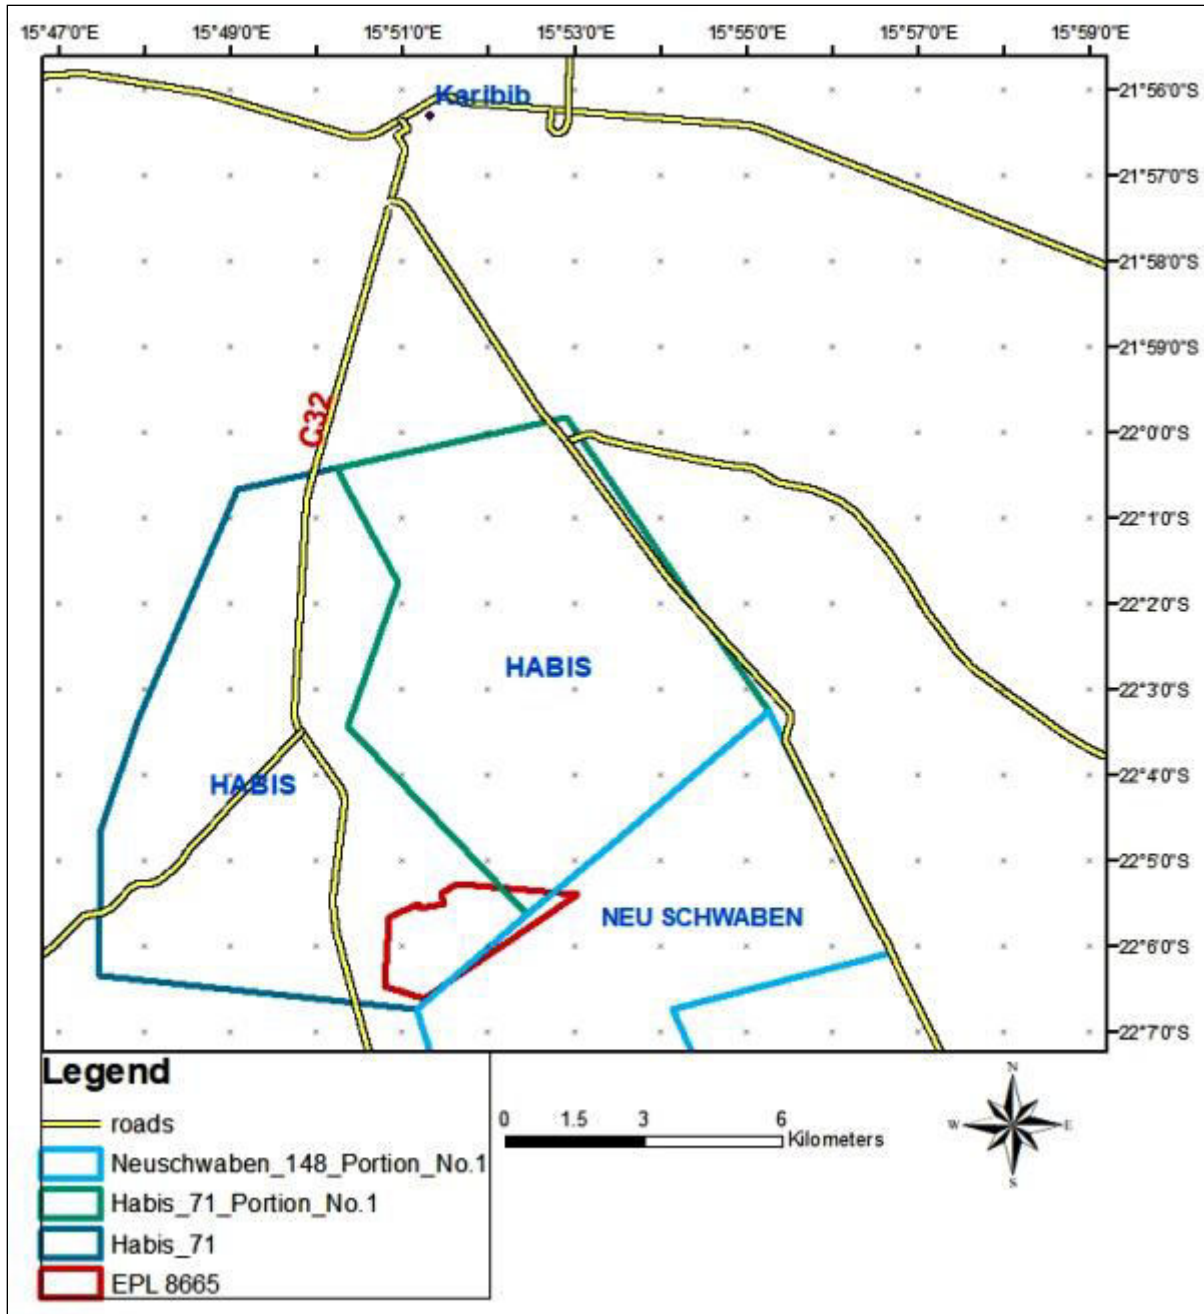 15°47'0"E 15°49'0"E 15°51'0"E 15°53'0"E 15°55'0"E 15°57'0"E 15°59'0"E
Karibib
21°56'0"S
21°57'0"S
21°58'0"S
21°59'0"S
C32
22°0'0"S
22°1'0"S
22°2'0"S
HABIS
22°3'0"S
HABIS
22°4'0"S
22°5'0"S
NEU SCHWABEN
22°6'0"S
22°7'0"S
Legend
roads
Neuschwaben_148_Portion_No.1
Habis_71_Portion_No.1
Habis_71
EPL 8665
0 1.5 3 6
Kilometers
N
W E
S